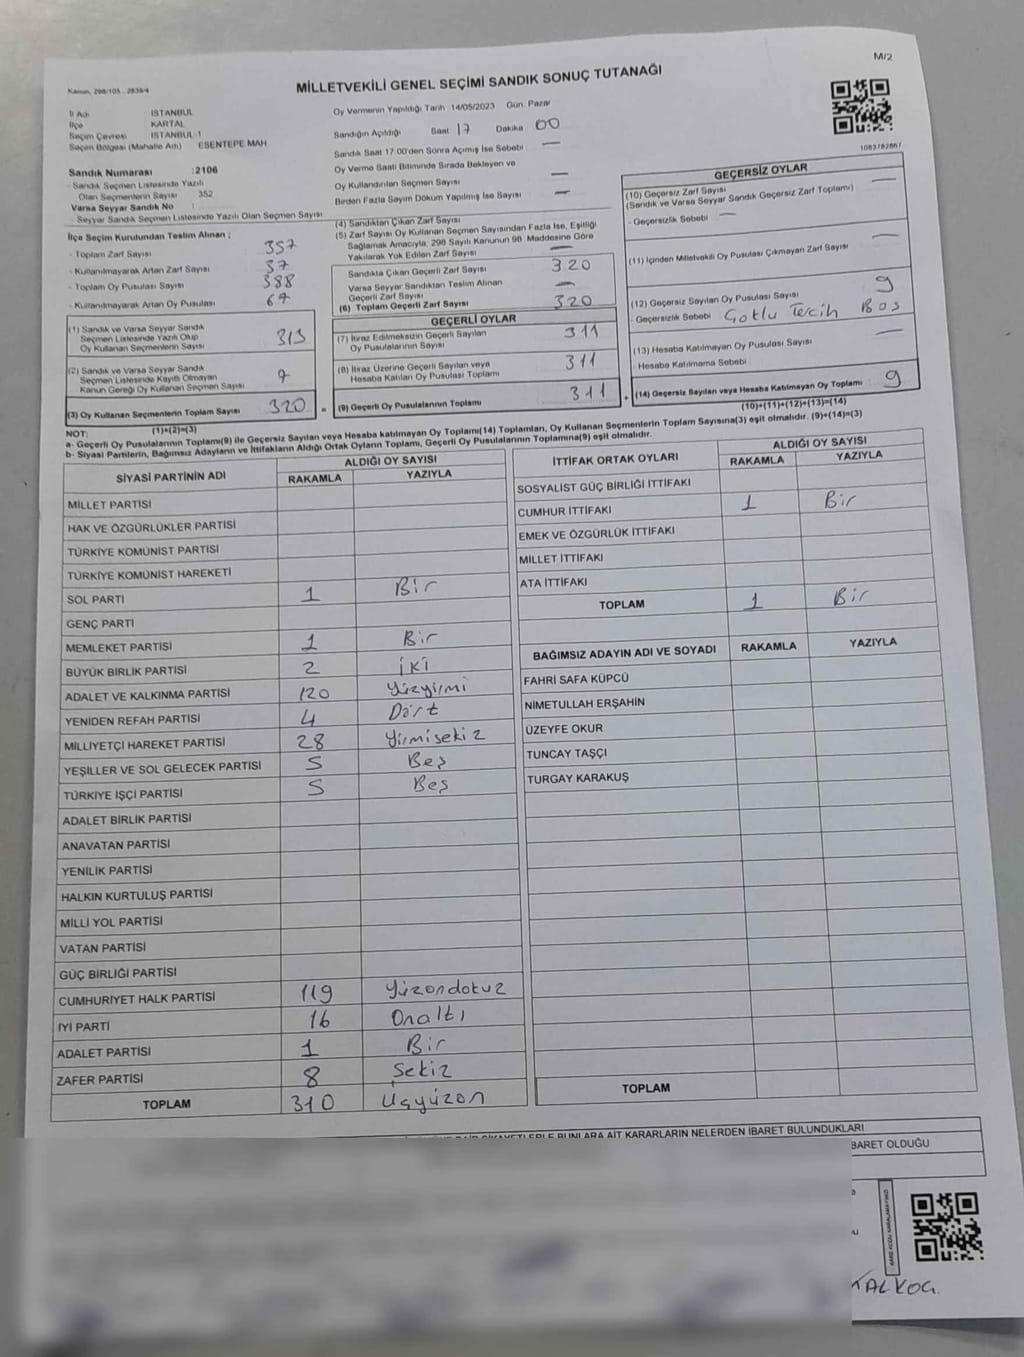 M/2
Kanun, 298/105 , 2839/4
MİLLETVEKİLİ GENEL SEÇİMİ SANDIK SONUÇ TUTANAĞI
İl Adı İSTANBUL
İlçe KARTAL
Seçim Çevresi İSTANBUL-1
Seçim Bölgesi (Mahalle Adı) ESENTEPE MAH
Sandık Numarası :2106
- Sandık Seçmen Listesinde Yazılı
Olan Seçmenlerin Sayısı 352
Varsa Seyyar Sandık No
- Seyyar Sandık Seçmen Listesinde Yazılı Olan Seçmen Sayısı
Oy Vermenin Yapıldığı Tarih :14/05/2023 Gün Pazar
Sandığın Açıldığı Saat 17 Dakika 00
Sandık Saat 17:00'den Sonra Açımış İse Sebebi —
Oy Verme Saati Bitiminde Sırada Bekleyen ve
Oy Kullandırılan Seçmen Sayısı —
Birden Fazla Sayım Döküm Yapılmış İse Sayısı —
İlçe Seçim Kurulundan Teslim Alınan ;
- Toplam Zarf Sayısı 357
- Kullanılmayarak Artan Zarf Sayısı 37
- Toplam Oy Pusulası Sayısı 388
- Kullanılmayarak Artan Oy Pusulası
(1) Sandık ve Varsa Seyyar Sandık
Seçmen Listesinde Yazılı Olup
Oy Kullanan Seçmenlerin Sayısı 313
(2) Sandık ve Varsa Seyyar Sandık
Seçmen Listesinde Kayıtlı Olmayan
Kanun Gereği Oy Kullanan Seçmen Sayısı 7
(3) Oy Kullanan Seçmenlerin Toplam Sayısı 320 =
(1)+(2)=(3)
(4) Sandıktan Çıkan Zarf Sayısı
(5) Zarf Sayısı Oy Kullanan Seçmen Sayısından Fazla İse, Eşitliği
Sağlamak Amacıyla, 298 Sayılı Kanunun 98. Maddesine Göre
Yakılarak Yok Edilen Zarf Sayısı —
Sandıkta Çıkan Geçerli Zarf Sayısı 320
Varsa Seyyar Sandıktan Teslim Alınan
Geçerli Zarf Sayısı —
(6) Toplam Geçerli Zarf Sayısı 320
GEÇERLİ OYLAR
(7) İtiraz Edilmeksizin Geçerli Sayılan
Oy Pusulalarının Sayısı 311
(8) İtiraz Üzerine Geçerli Sayılan veya
Hesaba Katılan Oy Pusulası Toplamı 311
(9) Geçerli Oy Pusulalarının Toplamı 311 +
GEÇERSİZ OYLAR
(10) Geçersiz Zarf Sayısı —
(Sandık ve Varsa Seyyar Sandık Geçersiz Zarf Toplamı)
- Geçersizlik Sebebi —
(11) İçinden Milletvekili Oy Pusulası Çıkmayan Zarf Sayısı —
(12) Geçersiz Sayılan Oy Pusulası Sayısı 9
- Geçersizlik Sebebi Çoklu Tercih Boş
(13) Hesaba Katılmayan Oy Pusulası Sayısı —
- Hesaba Katılmama Sebebi
(14) Geçersiz Sayılan veya Hesaba Katılmayan Oy Toplamı 9
(10)+(11)+(12)+(13)=(14)
NOT:
a- Geçerli Oy Pusulalarının Toplamı(9) ile Geçersiz Sayılan veya Hesaba katılmayan Oy Toplamı(14) Toplamları, Oy Kullanan Seçmenlerin Toplam Sayısına(3) eşit olmalıdır. (9)+(14)=(3)
b- Siyasi Partilerin, Bağımsız Adayların ve İttifakların Aldığı Ortak Oyların Toplamı, Geçerli Oy Pusulalarının Toplamına(9) eşit olmalıdır.
SİYASİ PARTİNİN ADI ALDIĞI OY SAYISI
RAKAMLA YAZIYLA
MİLLET PARTİSİ
HAK VE ÖZGÜRLÜKLER PARTİSİ
TÜRKİYE KOMÜNİST PARTİSİ
TÜRKİYE KOMÜNİST HAREKETİ
SOL PARTİ 1 Bir
GENÇ PARTİ
MEMLEKET PARTİSİ 1 Bir
BÜYÜK BİRLİK PARTİSİ 2 İki
ADALET VE KALKINMA PARTİSİ 120 Yüzyirmi
YENİDEN REFAH PARTİSİ 4 Dört
MİLLİYETÇİ HAREKET PARTİSİ 28 Yirmisekiz
YEŞİLLER VE SOL GELECEK PARTİSİ 5 Beş
TÜRKİYE İŞÇİ PARTİSİ 5 Beş
ADALET BİRLİK PARTİSİ
ANAVATAN PARTİSİ
YENİLİK PARTİSİ
HALKIN KURTULUŞ PARTİSİ
MİLLİ YOL PARTİSİ
VATAN PARTİSİ
GÜÇ BİRLİĞİ PARTİSİ
CUMHURİYET HALK PARTİSİ 119 Yüzondokuz
İYİ PARTİ 16 Onaltı
ADALET PARTİSİ 1 Bir
ZAFER PARTİSİ 8 Sekiz
TOPLAM 310 Üçyüzon
İTTİFAK ORTAK OYLARI ALDIĞI OY SAYISI
RAKAMLA YAZIYLA
SOSYALİST GÜÇ BİRLİĞİ İTTİFAKI
CUMHUR İTTİFAKI 1 Bir
EMEK VE ÖZGÜRLÜK İTTİFAKI
MİLLET İTTİFAKI
ATA İTTİFAKI
TOPLAM 1 Bir
BAĞIMSIZ ADAYIN ADI VE SOYADI RAKAMLA YAZIYLA
FAHRİ SAFA KÜPCÜ
NİMETULLAH ERŞAHİN
ÜZEYFE OKUR
TUNCAY TAŞÇI
TURGAY KARAKUŞ
TOPLAM
AİT KARARLARIN NELERDEN İBARET BULUNDUKLARI
BARET OLDUĞU